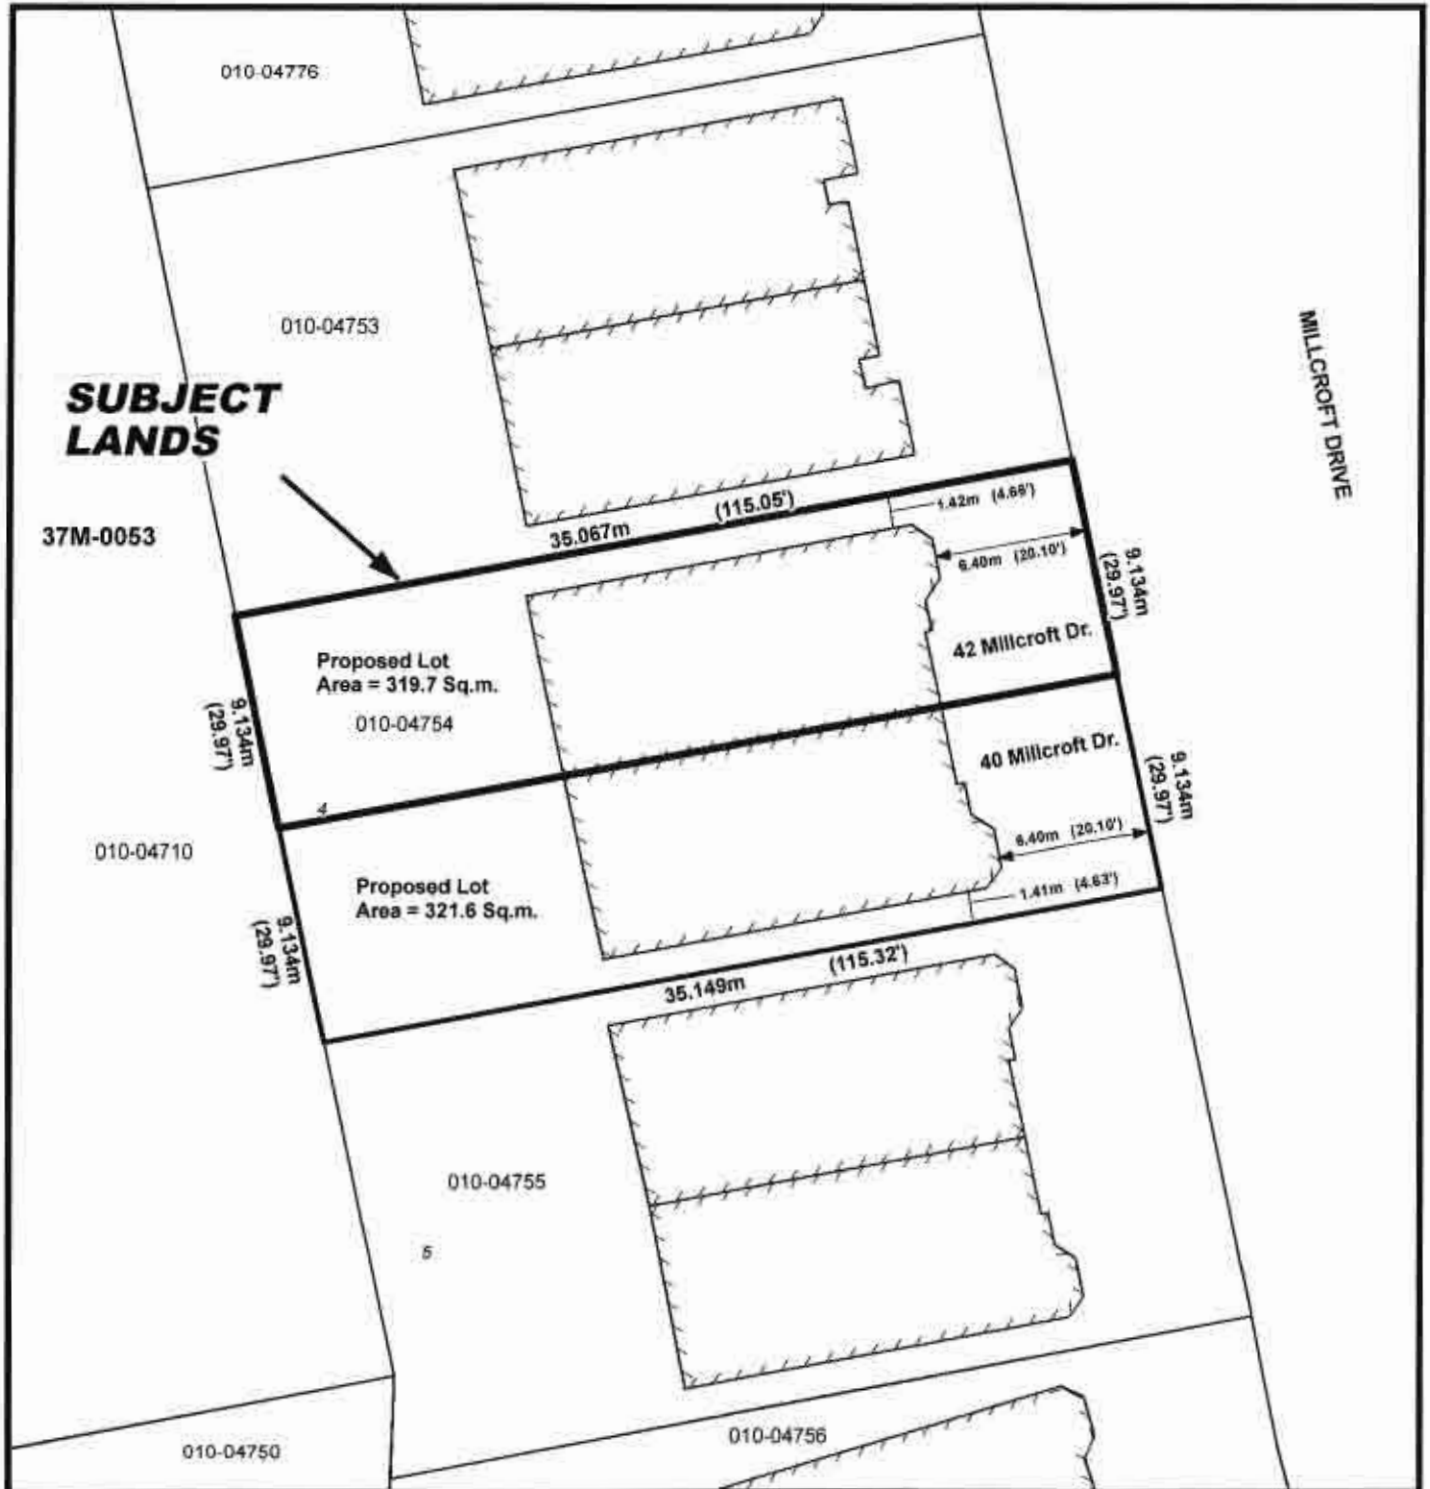 010-04776
010-04753
MILLCROFT DRIVE
SUBJECT
LANDS
37M-0053
35.067m (115.05')
1.42m (4.66')
6.40m (20.10')
9.134m
(29.97')
42 Millcroft Dr.
Proposed Lot
Area = 319.7 Sq.m.
010-04754
9.134m
(29.97')
4
40 Millcroft Dr.
9.134m
(29.97')
6.40m (20.10')
1.41m (4.63')
010-04710
Proposed Lot
Area = 321.6 Sq.m.
9.134m
(29.97')
35.149m (115.32')
010-04755
5
010-04750
010-04756